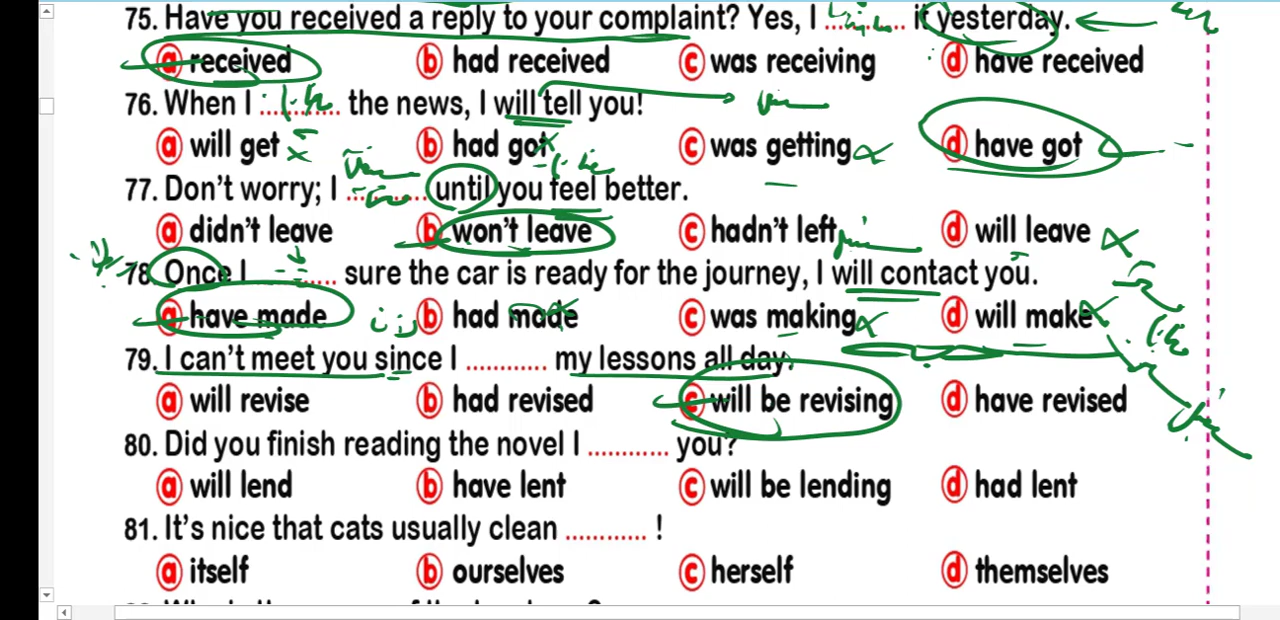 75. Have you received a reply to your complaint? Yes, I ............ it yesterday.
a received b had received c was receiving d have received
76. When I ............ the news, I will tell you!
a will get b had got c was getting d have got
77. Don't worry; I ............ until you feel better.
a didn't leave b won't leave c hadn't left d will leave
78. Once I ............ sure the car is ready for the journey, I will contact you.
a have made b had made c was making d will make
79. I can't meet you since I ............ my lessons all day.
a will revise b had revised c will be revising d have revised
80. Did you finish reading the novel I ............ you?
a will lend b have lent c will be lending d had lent
81. It's nice that cats usually clean ............ !
a itself b ourselves c herself d themselves